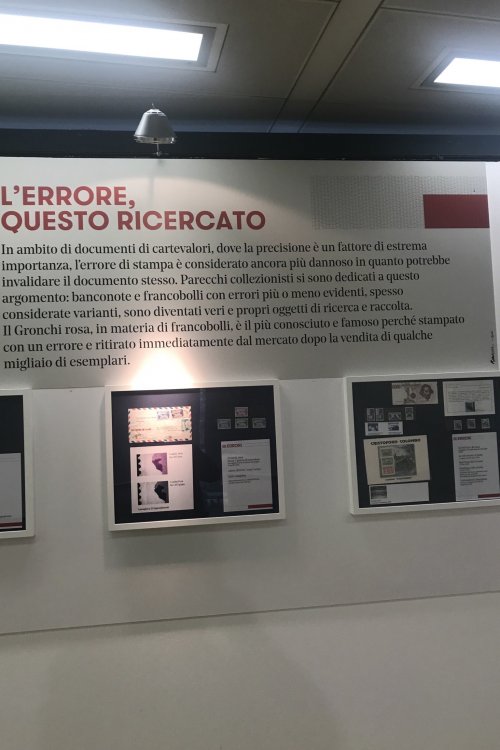 L'ERRORE,
QUESTO RICERCATO
In ambito di documenti di cartevalori, dove la precisione è un fattore di estrema
importanza, l'errore di stampa è considerato ancora più dannoso in quanto potrebbe
invalidare il documento stesso. Parecchi collezionisti si sono dedicati a questo
argomento: banconote e francobolli con errori più o meno evidenti, spesso
considerate varianti, sono diventati veri e propri oggetti di ricerca e raccolta.
Il Gronchi rosa, in materia di francobolli, è il più conosciuto e famoso perché stampato
con un errore e ritirato immediatamente dal mercato dopo la vendita di qualche
migliaio di esemplari.
CRISTOFORO COLOMBO